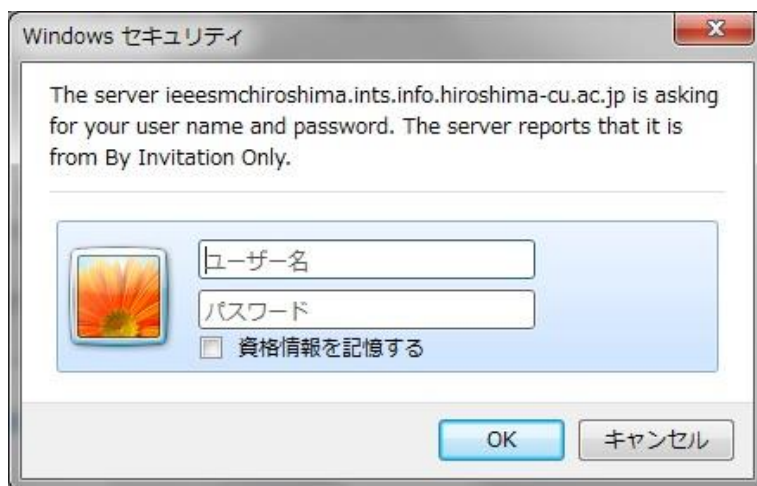 Windows セキュリティ
The server ieeesmchiroshima.ints.info.hiroshima-cu.ac.jp is asking
for your user name and password. The server reports that it is
from By Invitation Only.
ユーザー名
パスワード
資格情報を記憶する
OK
キャンセル